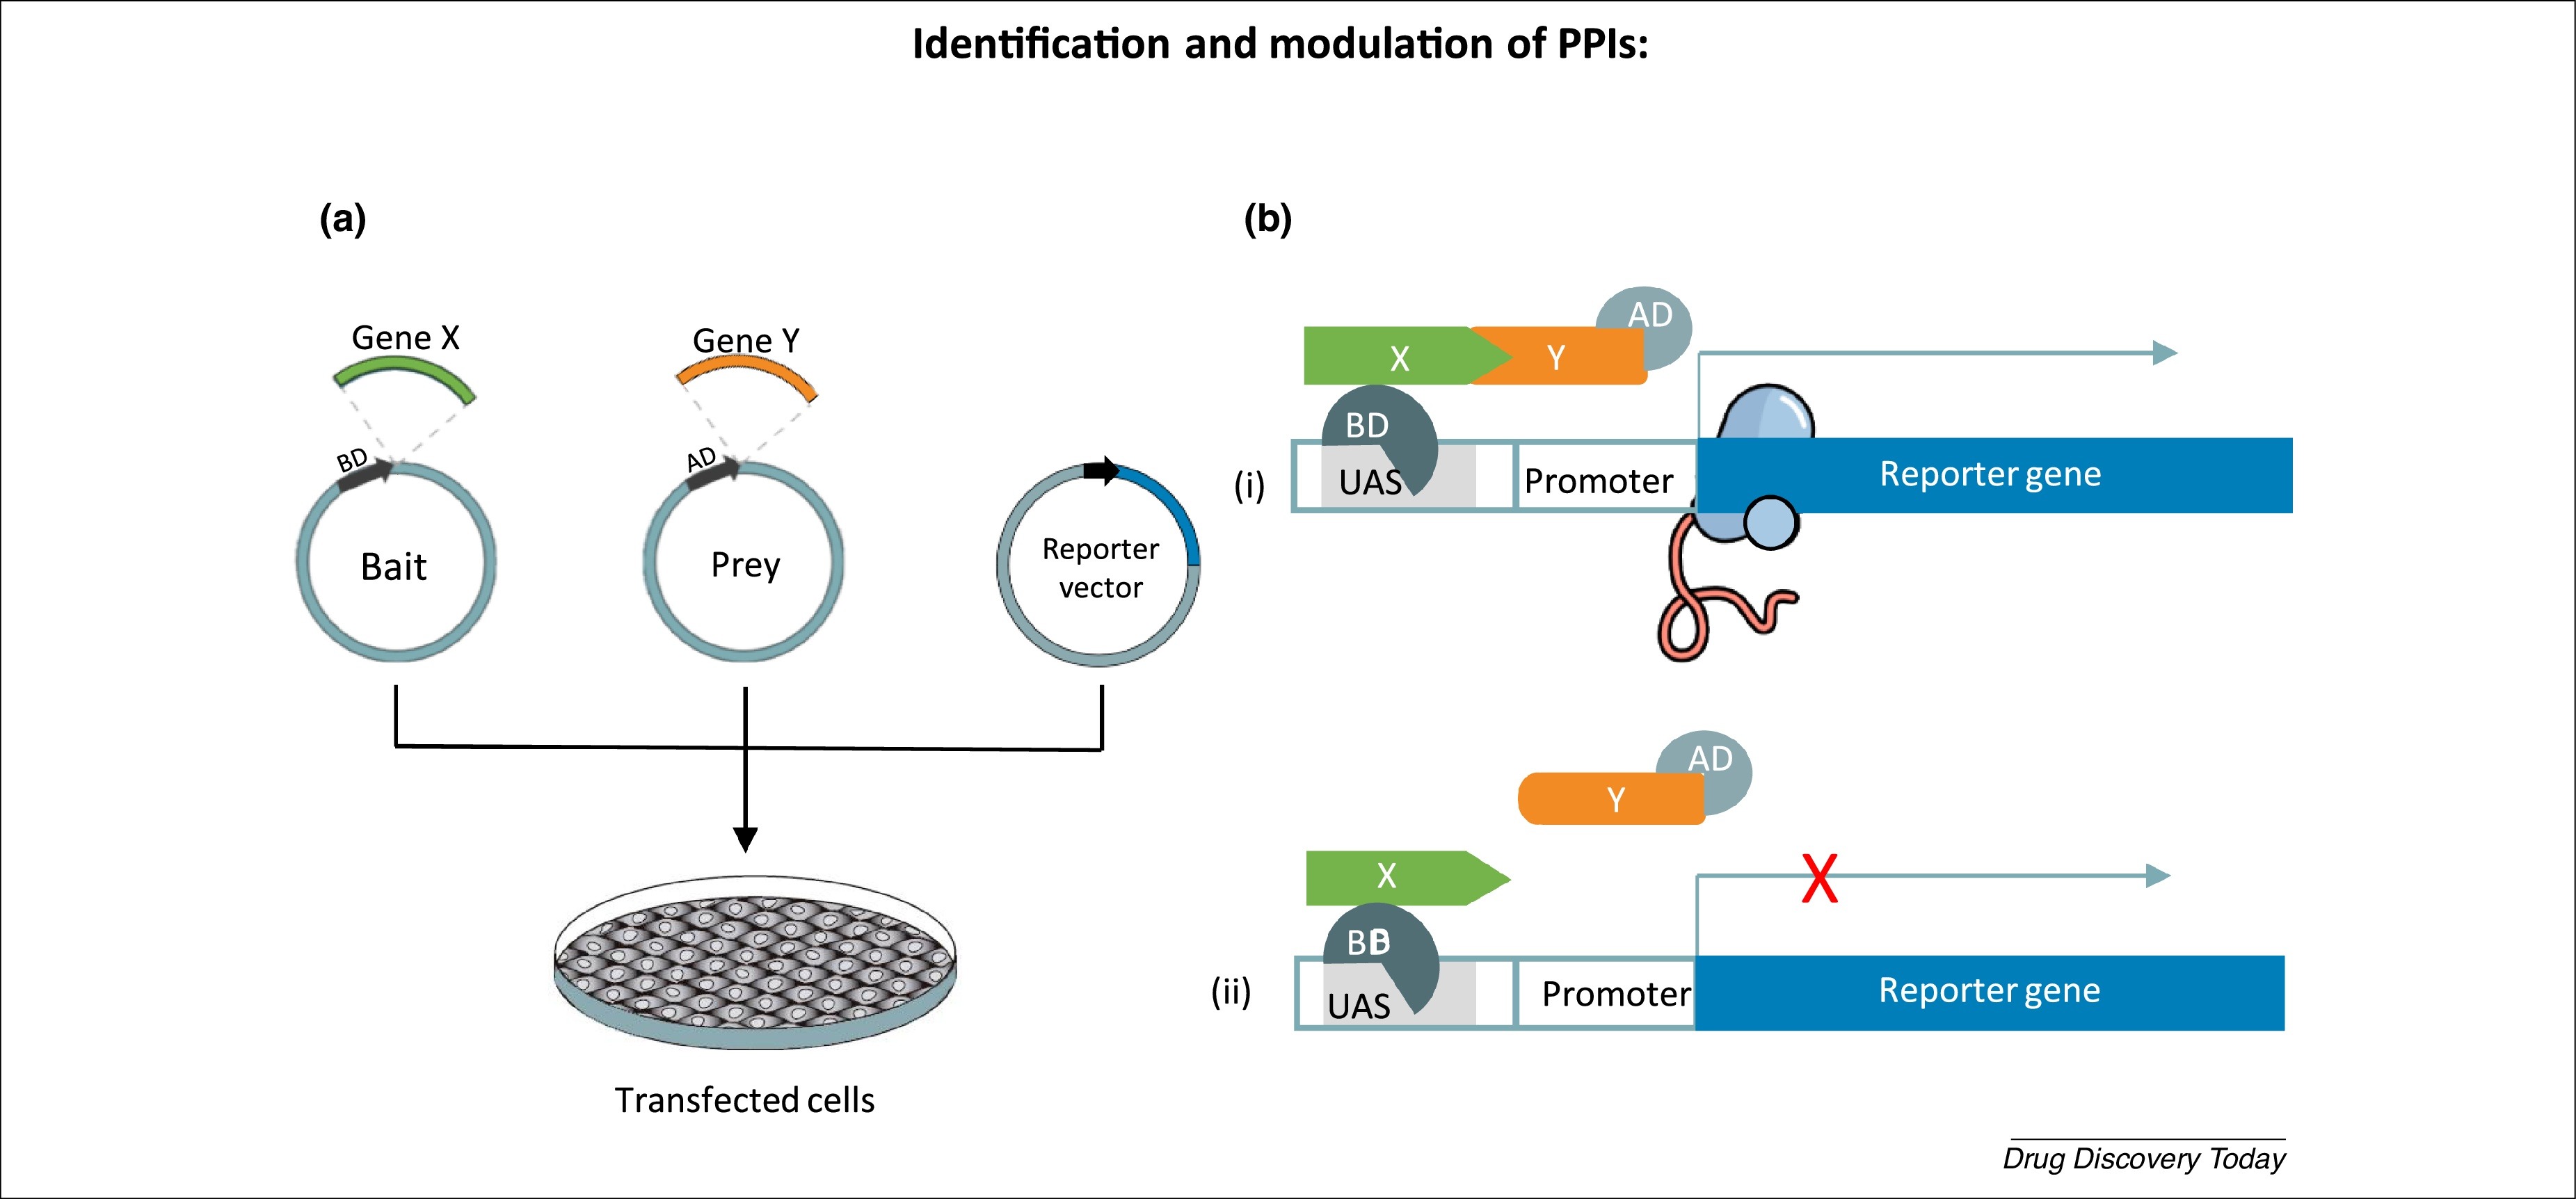 Identification and modulation of PPIs:
(a)
Gene X
Gene Y
BD
AD
Bait
Prey
Reporter
vector
Transfected cells
(b)
AD
X
Y
BD
UAS
Promoter
Reporter gene
(i)
AD
Y
X
X
BD
UAS
Promoter
Reporter gene
(ii)
Drug Discovery Today